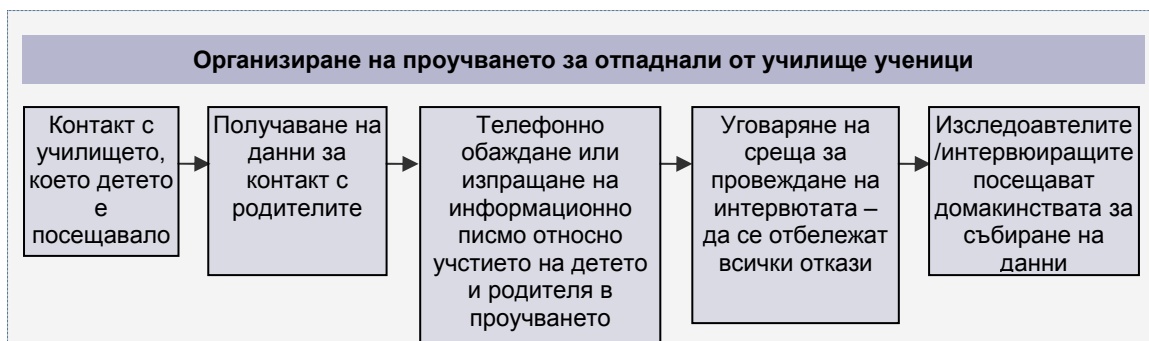 Организиране на проучването за отпаднали от училище ученици
Контакт с
училището,
което детето
е
посещавало
Получаване на
данни за
контакт с
родителите
Телефонно
обаждане или
изпращане на
информационно
писмо относно
учстието на детето
и родителя в
проучването
Уговаряне на
среща за
провеждане на
интервютата –
да се отбележат
всички откази
Изследоавтелите
/интервюиращите
посещават
домакинствата за
събиране на
данни